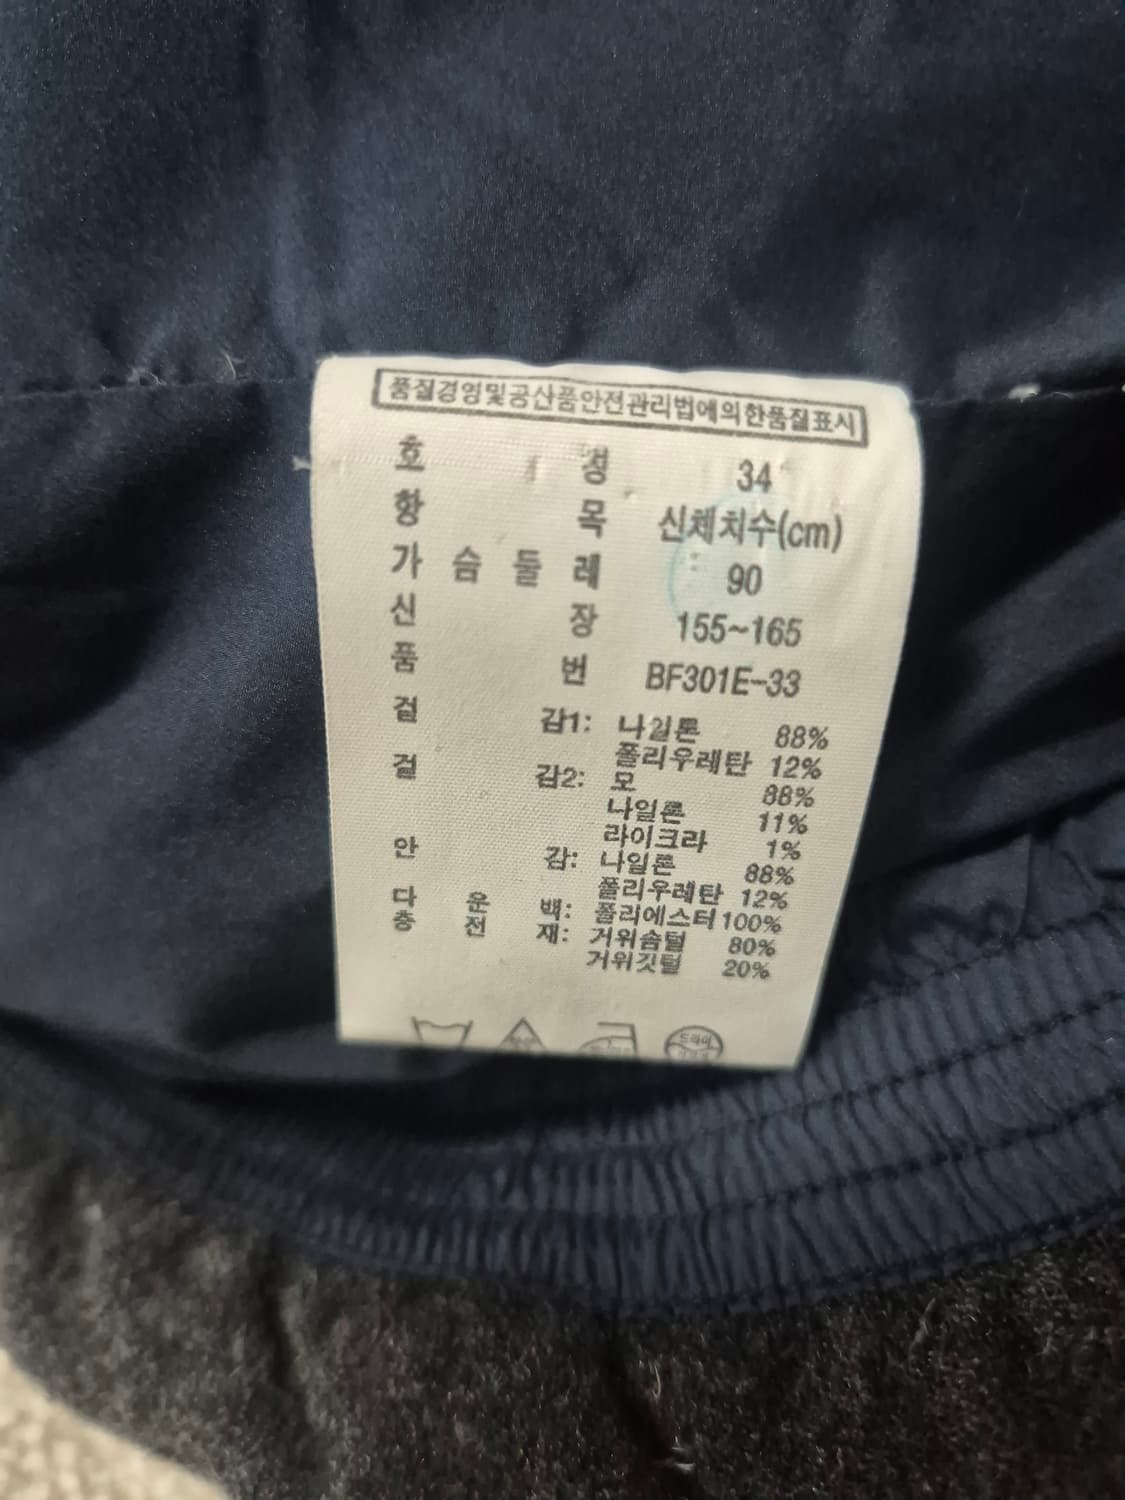 품질경영및공산품안전관리법에의한품질표시
호 칭 34
항 목 신체치수(cm)
가 슴 둘 레 90
신 장 155~165
품 번 BF301E-33
겉 감1: 나일론 88%
폴리우레탄 12%
겉 감2: 모 88%
나일론 11%
라이크라 1%
안 감: 나일론 88%
폴리우레탄 12%
다 운 백: 폴리에스터 100%
충 전 재: 거위솜털 80%
거위깃털 20%
드라이